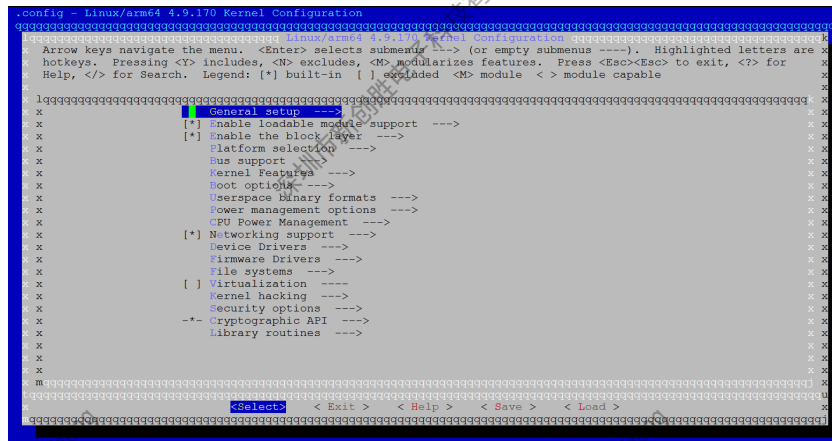 .config - Linux/arm64 4.9.170 Kernel Configuration
Linux/arm64 4.9.170 Kernel Configuration
Arrow keys navigate the menu. <Enter> selects submenus ---> (or empty submenus ----). Highlighted letters are
hotkeys. Pressing <Y> includes, <N> excludes, <M> modularizes features. Press <Esc><Esc> to exit, <?> for
Help, </> for Search. Legend: [*] built-in [ ] excluded <M> module < > module capable
General setup --->
[*] Enable loadable module support --->
[*] Enable the block layer --->
Platform selection --->
Bus support --->
Kernel Features --->
Boot options --->
Userspace binary formats --->
Power management options --->
CPU Power Management --->
[*] Networking support --->
Device Drivers --->
Firmware Drivers --->
File systems --->
[ ] Virtualization ----
Kernel hacking --->
Security options --->
-*- Cryptographic API --->
Library routines --->
<Select> < Exit > < Help > < Save > < Load >